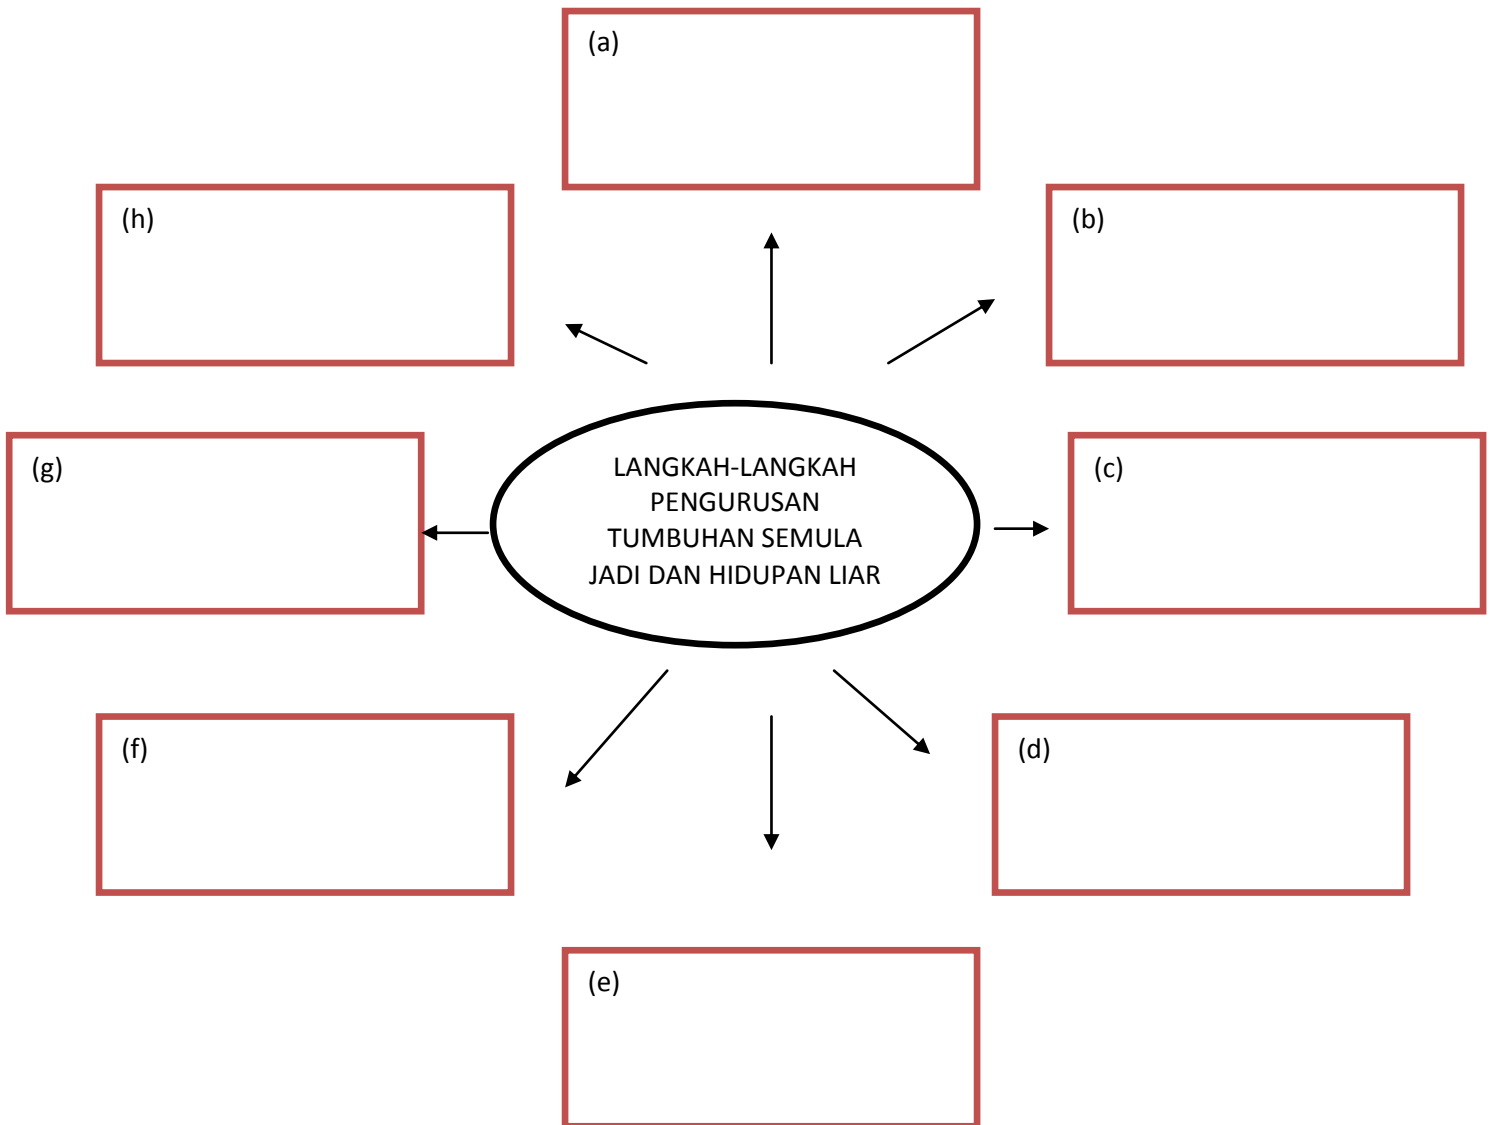 (a)
(h)
(b)
(g)
LANGKAH-LANGKAH
PENGURUSAN
TUMBUHAN SEMULA
JADI DAN HIDUPAN LIAR
(c)
(f)
(d)
(e)